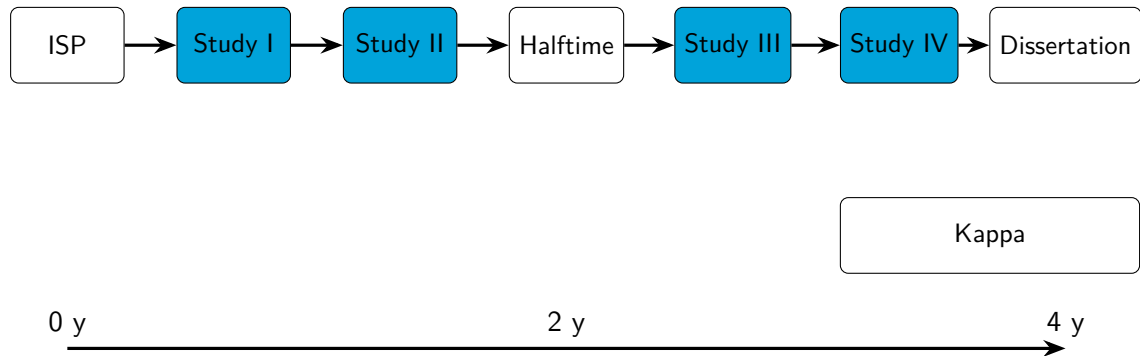 ISP
Study I
Study II
Halftime
Study III
Study IV
Dissertation
Kappa
0 y
2 y
4 y